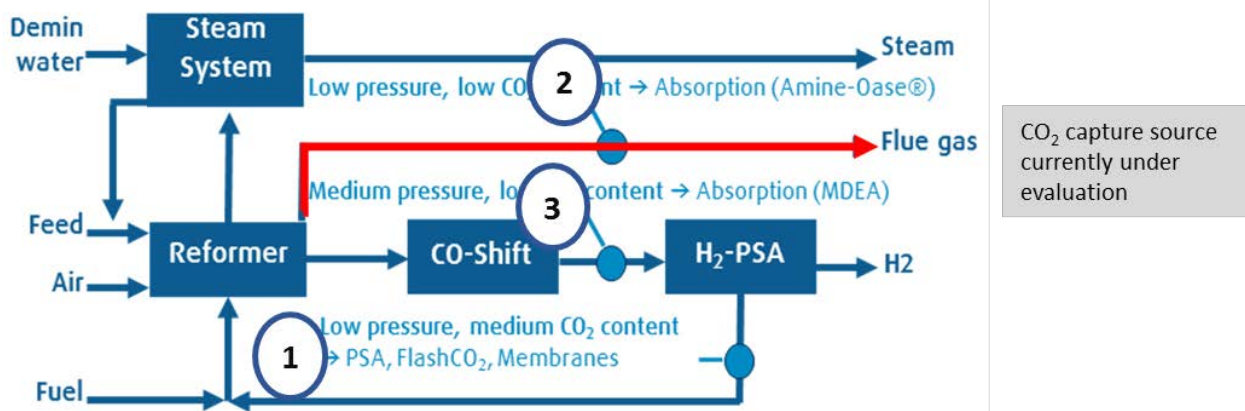 Demin
water
Steam
System
Steam
Low pressure, low CO 2 nt → Absorption (Amine-Oase®)
Flue gas
CO₂ capture source
currently under
evaluation
Medium pressure, lo 3 content → Absorption (MDEA)
Feed
Reformer
CO-Shift
H₂-PSA
H2
Air
Low pressure, medium CO₂ content
1 → PSA, FlashCO₂, Membranes
Fuel